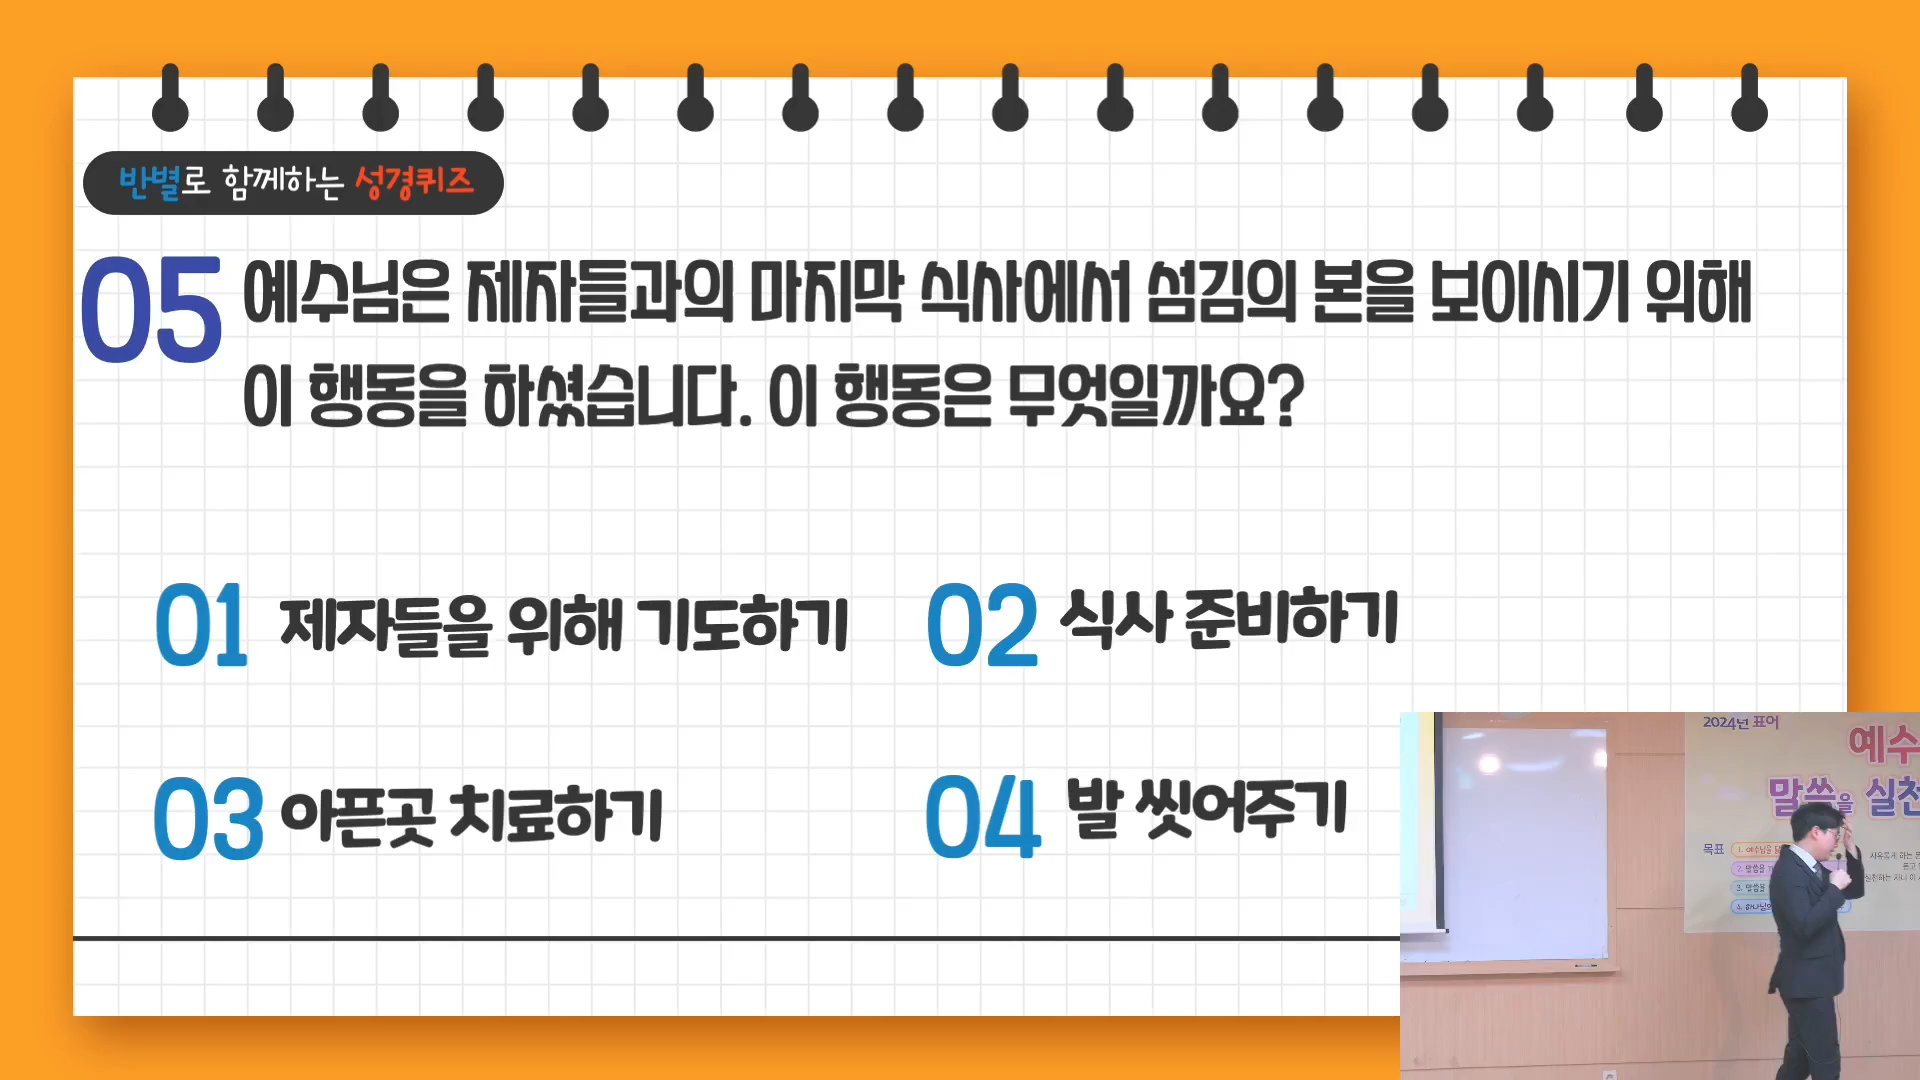 반별로 함께하는 성경퀴즈
05
예수님은 제자들과의 마지막 식사에서 섬김의 본을 보이시기 위해
이 행동을 하셨습니다. 이 행동은 무엇일까요?
01 제자들을 위해 기도하기
02 식사 준비하기
03 아픈곳 치료하기
04 발 씻어주기
2024년 표어
예수
말씀을 실천
목표